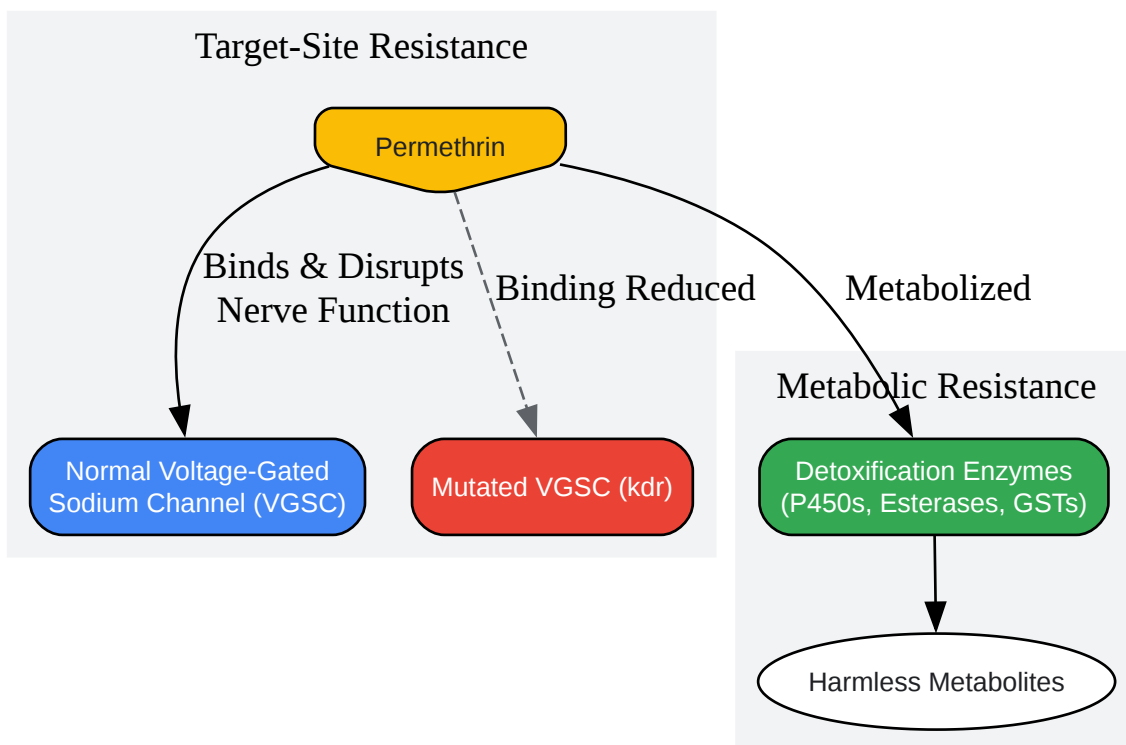 Target-Site Resistance
Permethrin
Binds & Disrupts
Nerve Function
Binding Reduced
Metabolized
Metabolic Resistance
Normal Voltage-Gated
Sodium Channel (VGSC)
Mutated VGSC (kdr)
Detoxification Enzymes
(P450s, Esterases, GSTs)
Harmless Metabolites